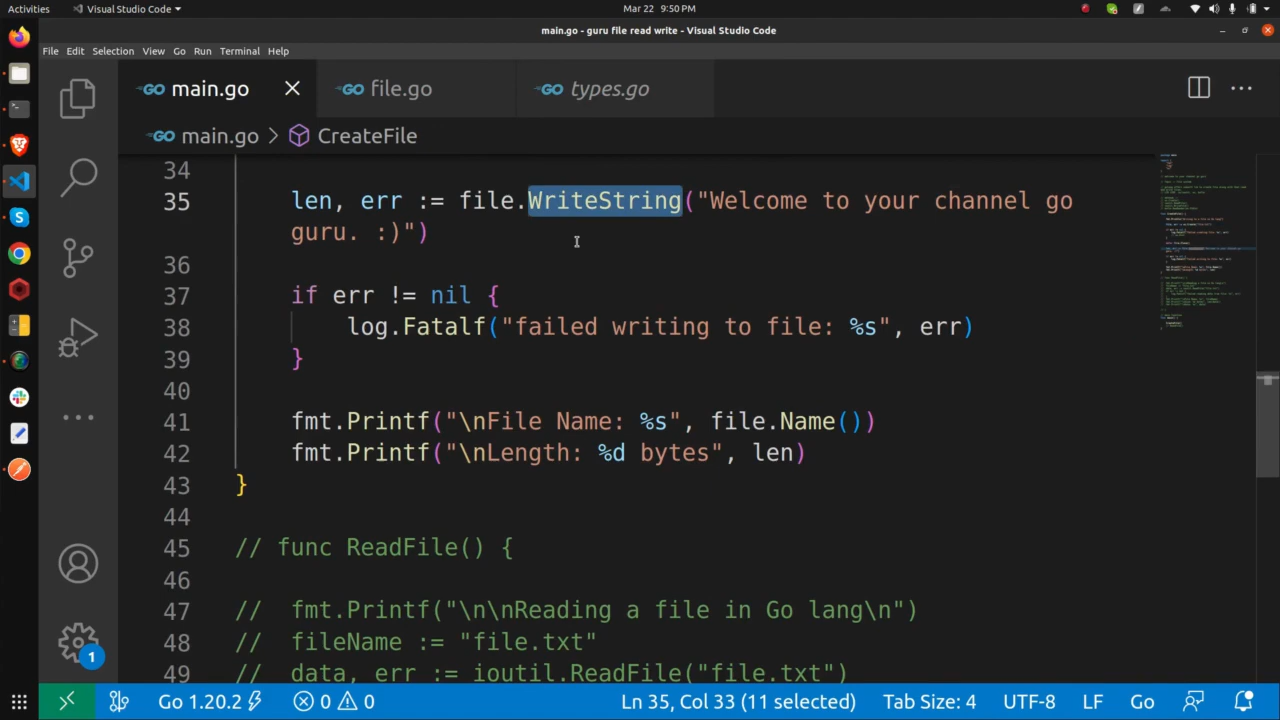 Activities
Visual Studio Code
Mar 22 9:50 PM
main.go - guru file read write - Visual Studio Code
File Edit Selection View Go Run Terminal Help
main.go
file.go
types.go
main.go > CreateFile
34
35 len, err := file.WriteString("Welcome to your channel go
guru. :)")
36
37 if err != nil {
38 log.Fatalf("failed writing to file: %s", err)
39 }
40
41 fmt.Printf("\nFile Name: %s", file.Name())
42 fmt.Printf("\nLength: %d bytes", len)
43 }
44
45 // func ReadFile() {
46
47 // fmt.Printf("\n\nReading a file in Go lang\n")
48 // fileName := "file.txt"
49 // data, err := ioutil.ReadFile("file.txt")
1
Go 1.20.2
0 0
Ln 35, Col 33 (11 selected)
Tab Size: 4
UTF-8
LF
Go